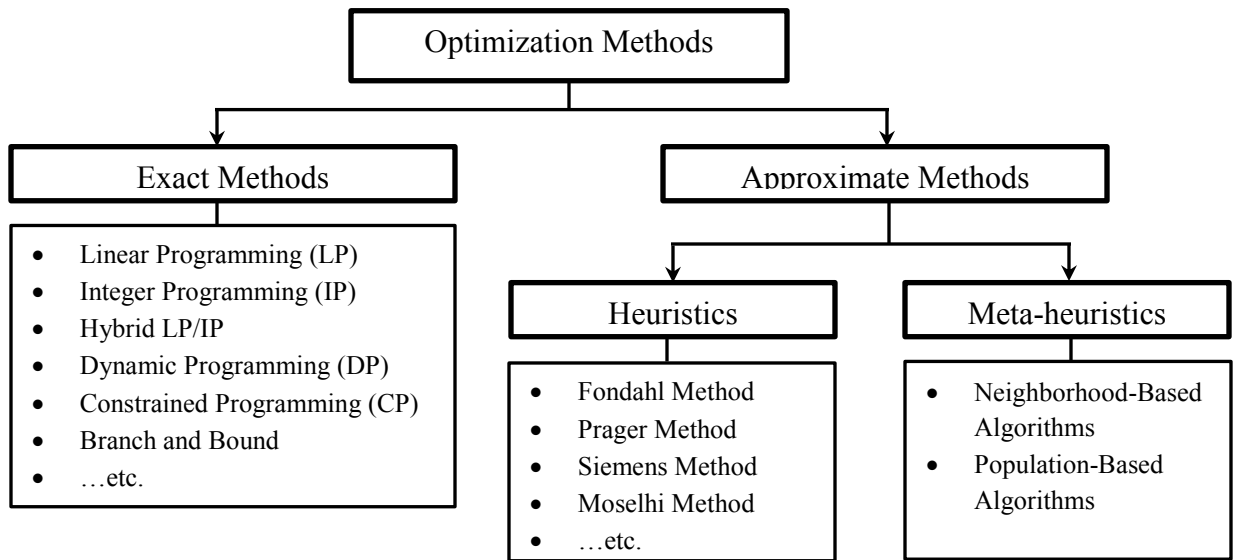 Optimization Methods
Exact Methods
Approximate Methods
• Linear Programming (LP)
• Integer Programming (IP)
• Hybrid LP/IP
• Dynamic Programming (DP)
• Constrained Programming (CP)
• Branch and Bound
• …etc.
Heuristics
Meta-heuristics
• Fondahl Method
• Prager Method
• Siemens Method
• Moselhi Method
• …etc.
• Neighborhood-Based
Algorithms
• Population-Based
Algorithms